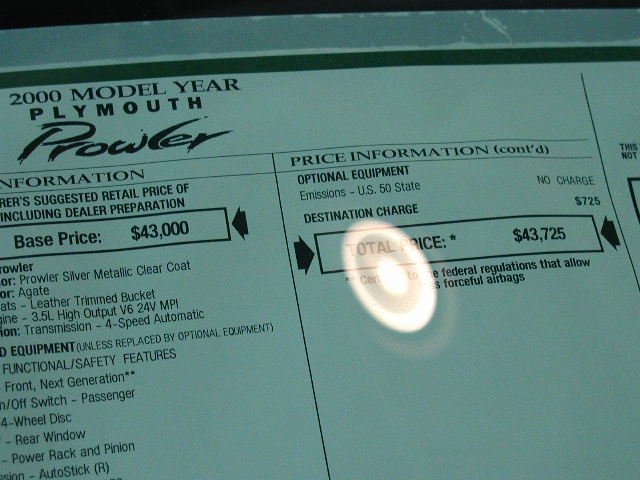 2000 MODEL YEAR
PLYMOUTH
Prowler
NFORMATION
RER'S SUGGESTED RETAIL PRICE OF
INCLUDING DEALER PREPARATION
Base Price: $43,000
rowler
or: Prowler Silver Metallic Clear Coat
or: Agate
ats - Leather Trimmed Bucket
gine - 3.5L High Output V6 24V MPI
ion: Transmission - 4-Speed Automatic
D EQUIPMENT (UNLESS REPLACED BY OPTIONAL EQUIPMENT)
FUNCTIONAL/SAFETY FEATURES
Front, Next Generation**
n/Off Switch - Passenger
4-Wheel Disc
- Rear Window
- Power Rack and Pinion
ssion - AutoStick (R)
PRICE INFORMATION (cont'd)
OPTIONAL EQUIPMENT
Emissions - U.S. 50 State NO CHARGE
DESTINATION CHARGE $725
TOTAL PRICE: * $43,725
** to the federal regulations that allow
forceful airbags
THIS
NOT